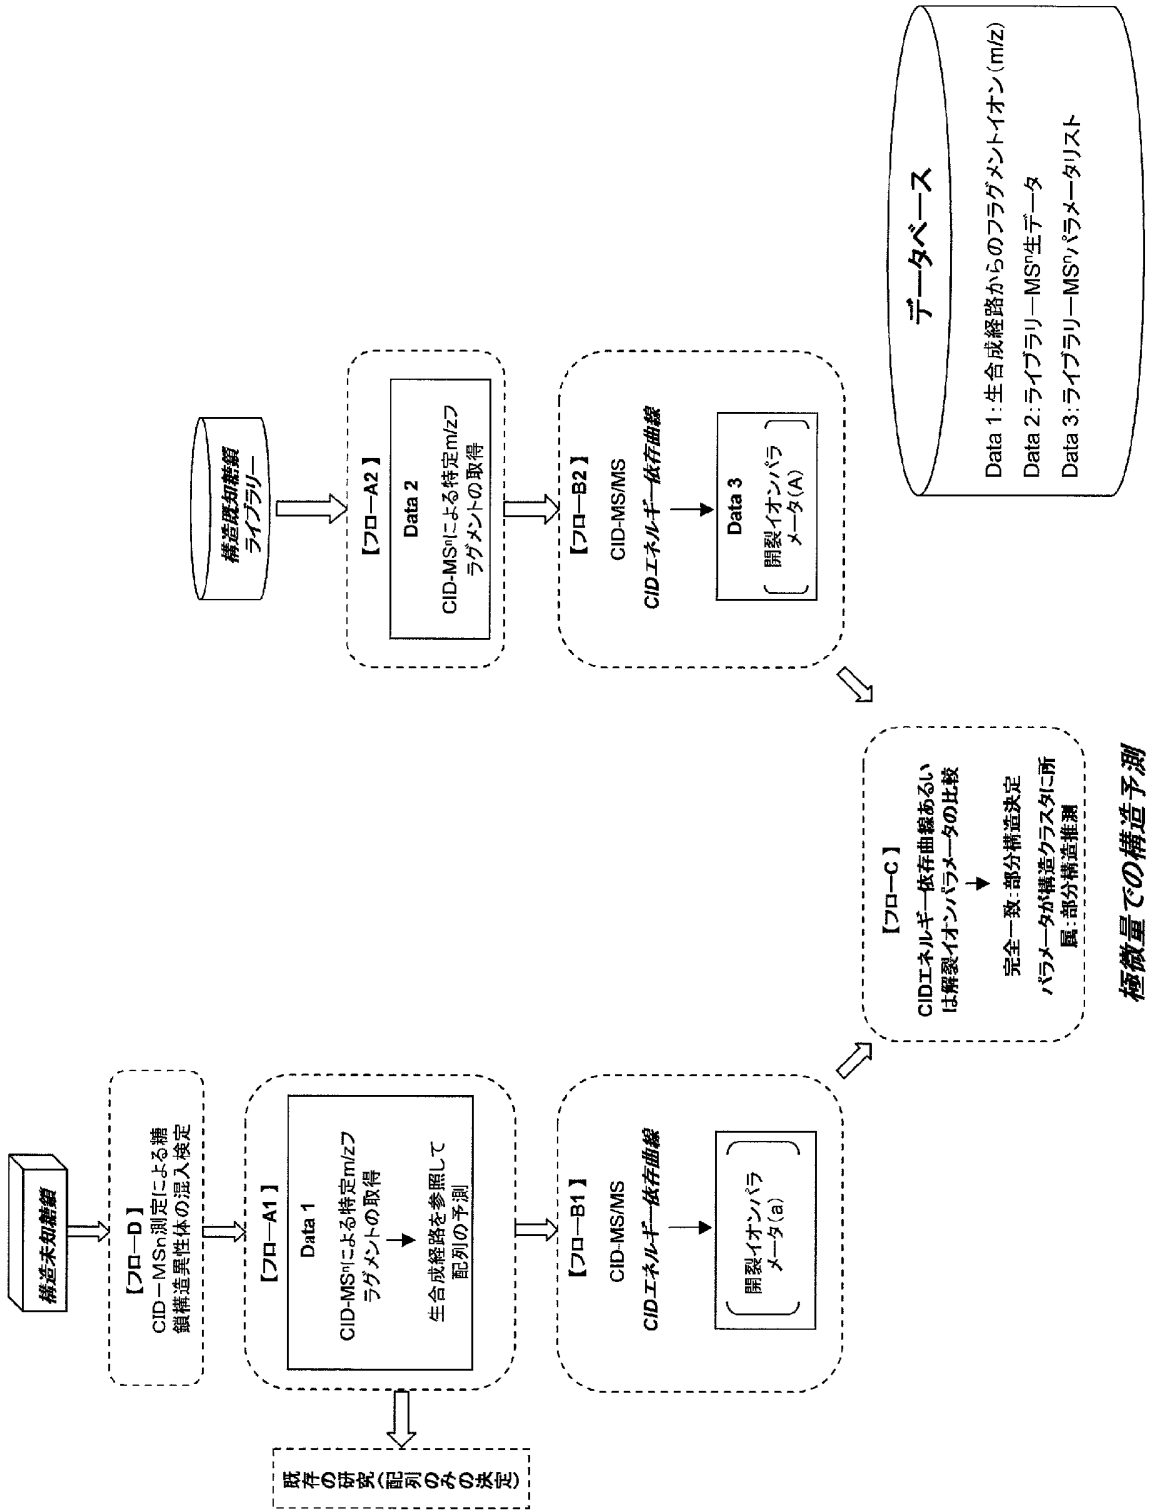 構造未知糖鎖
【フローD】
CID-MSn測定による糖
鎖構造異性体の混入検定
【フローA1】
Data 1
CID-MSⁿによる特定m/zフ
ラグメントの取得
生合成経路を参照して
配列の予測
既存の研究(配列のみの決定)
【フローB1】
CID-MS/MS
CIDエネルギー依存曲線
開裂イオンパラ
メータ(a)
構造既知糖鎖
ライブラリー
【フローA2】
Data 2
CID-MSⁿによる特定m/zフ
ラグメントの取得
【フローB2】
CID-MS/MS
CIDエネルギー依存曲線
Data 3
開裂イオンパラ
メータ(A)
【フローC】
CIDエネルギー依存曲線あるい
は解裂イオンパラメータの比較
完全一致:部分構造決定
パラメータが構造クラスタに所
属:部分構造推測
極微量での構造予測
データベース
Data 1:生合成経路からのフラグメントイオン(m/z)
Data 2:ライブラリーMSⁿ生データ
Data 3:ライブラリーMSⁿパラメータリスト